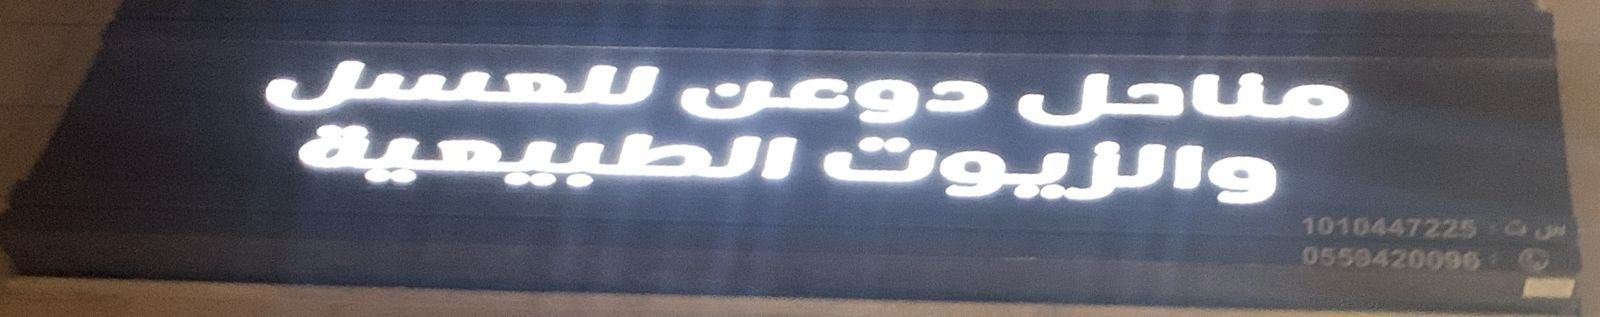 مناحل دوعن للعسل
والزيوت الطبيعية
س ت : 1010447225
0559420096 :